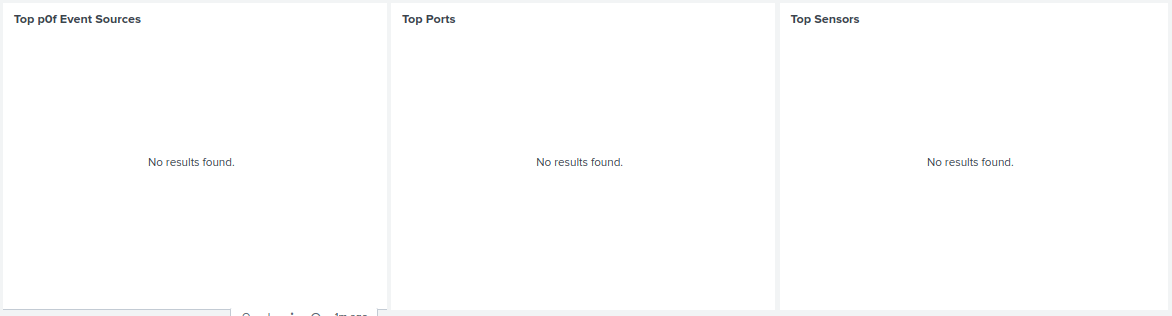 Top p0f Event Sources
Top Ports
Top Sensors
No results found.
No results found.
No results found.